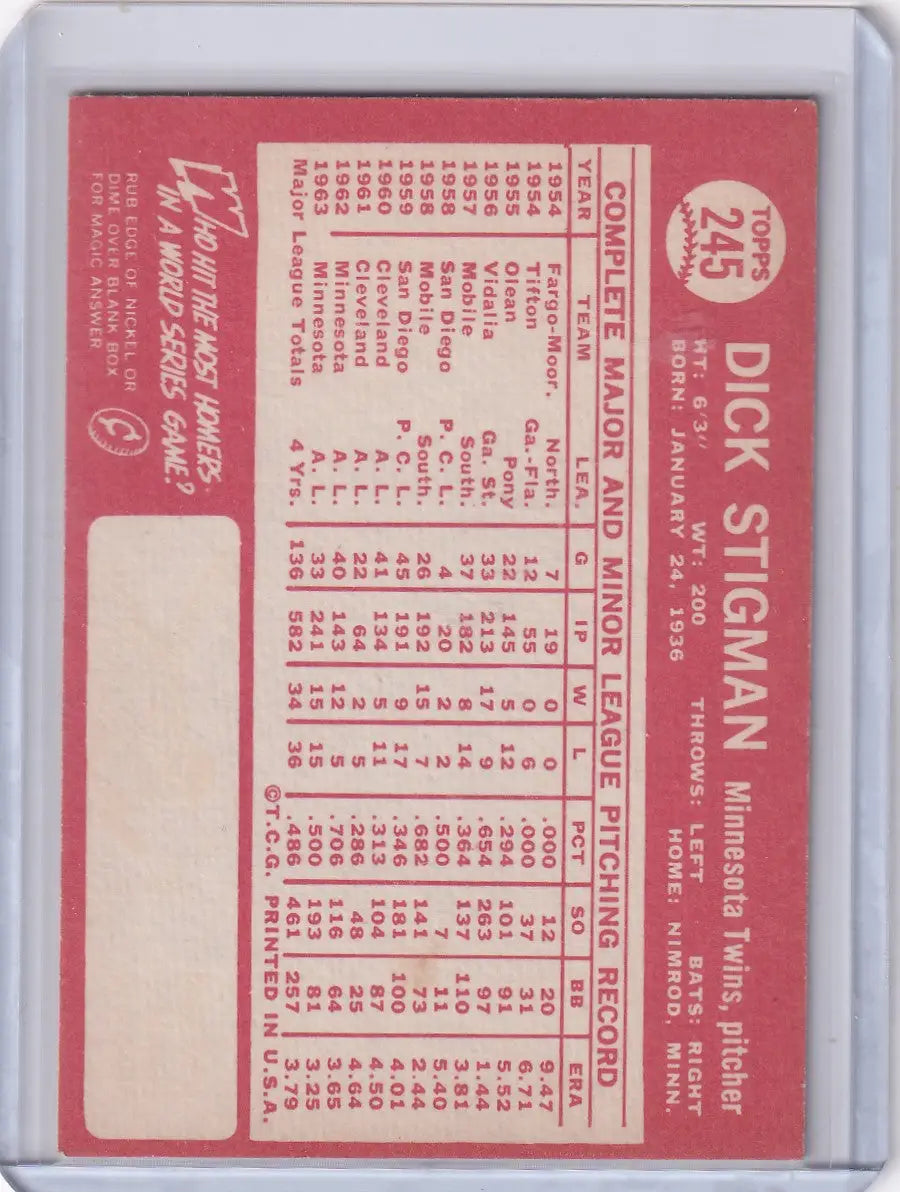 TOPPS
245
DICK STIGMAN Minnesota Twins, pitcher
HT: 6'3" WT: 200 THROWS: LEFT BATS: RIGHT
BORN: JANUARY 24, 1936 HOME: NIMROD, MINN.
COMPLETE MAJOR AND MINOR LEAGUE PITCHING RECORD
YEAR TEAM LEA. G IP W L PCT SO BB ERA
1954 Fargo-Moor. North. 7 19 0 0 .000 12 20 9.47
1954 Tifton Ga.-Fla. 12 55 0 6 .000 37 31 6.71
1955 Olean Pony 22 145 5 12 .294 101 91 5.52
1956 Vidalia Ga. St. 33 213 17 9 .654 263 97 1.44
1957 Mobile South. 37 182 8 14 .364 137 110 3.81
1958 San Diego P. C. L. 4 20 2 2 .500 7 11 5.40
1958 Mobile South. 26 192 15 7 .682 141 73 2.44
1959 San Diego P. C. L. 45 191 9 17 .346 181 100 4.01
1960 Cleveland A. L. 41 134 5 11 .313 104 87 4.50
1961 Cleveland A. L. 22 64 2 5 .286 48 25 4.64
1962 Minnesota A. L. 40 143 12 5 .706 116 64 3.65
1963 Minnesota A. L. 33 241 15 15 .500 193 81 3.25
Major League Totals 4 Yrs. 136 582 34 36 .486 461 257 3.79
©T.C.G. PRINTED IN U.S.A.
WHO HIT THE MOST HOMERS
IN A WORLD SERIES GAME?
RUB EDGE OF NICKEL OR
DIME OVER BLANK BOX
FOR MAGIC ANSWER